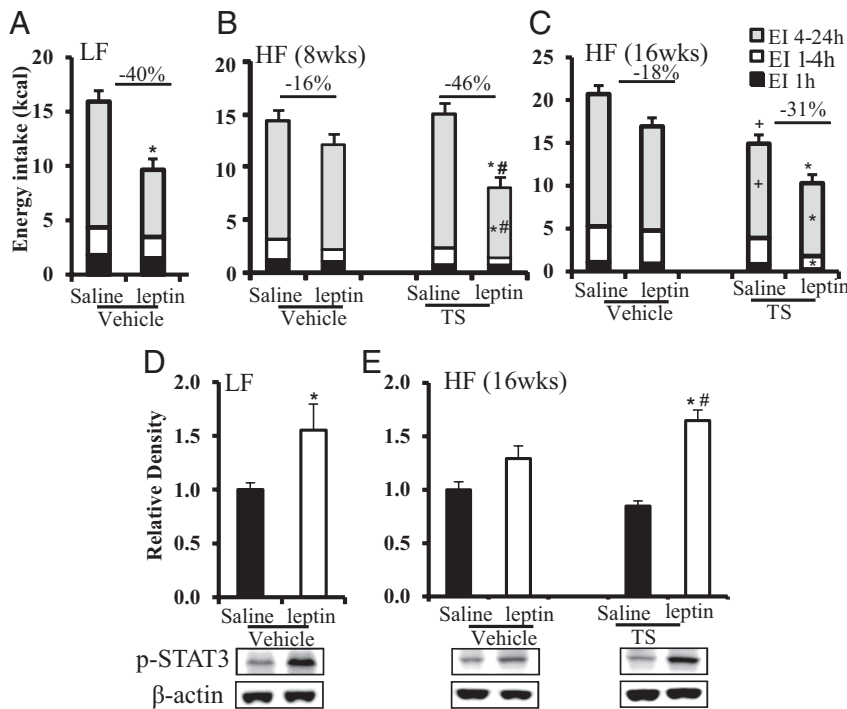 A
LF
Energy intake (kcal)
20
15
10
5
0
-40%
*
Saline leptin
Vehicle
B
HF (8wks)
20
15
10
5
0
-16%
-46%
*#
*#
Saline leptin
Vehicle
Saline leptin
TS
C
HF (16wks)
25
20
15
10
5
0
-18%
-31%
+
+
*
*
*
Saline leptin
Vehicle
Saline leptin
TS
EI 4-24h
EI 1-4h
EI 1h
D
LF
Relative Density
2.0
1.5
1.0
0.5
0.0
*
Saline leptin
Vehicle
E
HF (16wks)
2.0
1.5
1.0
0.5
0.0
* #
Saline leptin
Vehicle
Saline leptin
TS
p-STAT3
β-actin